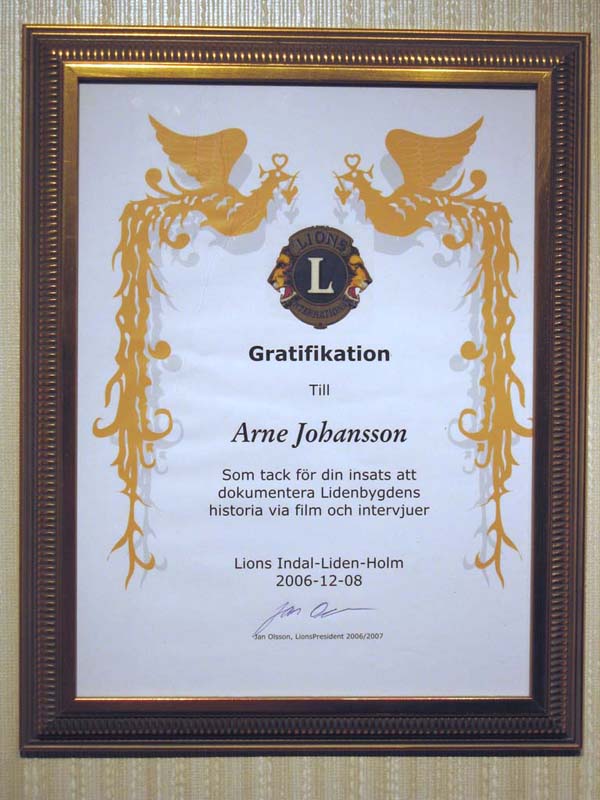 LIONS
L
INTERNATIONAL
Gratifikation
Till
Arne Johansson
Som tack för din insats att
dokumentera Lidenbygdens
historia via film och intervjuer
Lions Indal-Liden-Holm
2006-12-08
Jan Olsson, LionsPresident 2006/2007